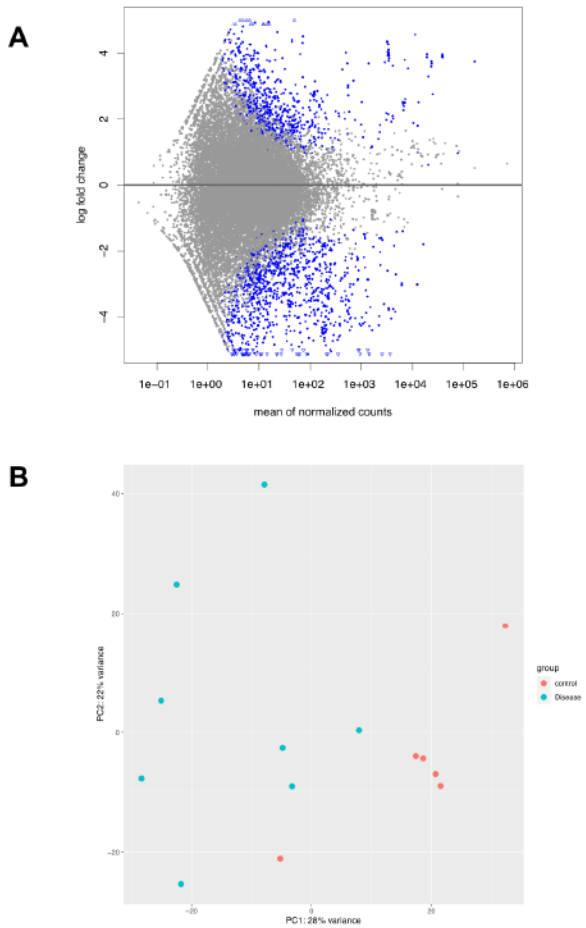 A
log fold change
4
2
0
−2
−4
1e−01 1e+00 1e+01 1e+02 1e+03 1e+04 1e+05 1e+06
mean of normalized counts
B
PC2: 22% variance
40
20
0
−20
−20 0 20
PC1: 28% variance
group
control
Disease